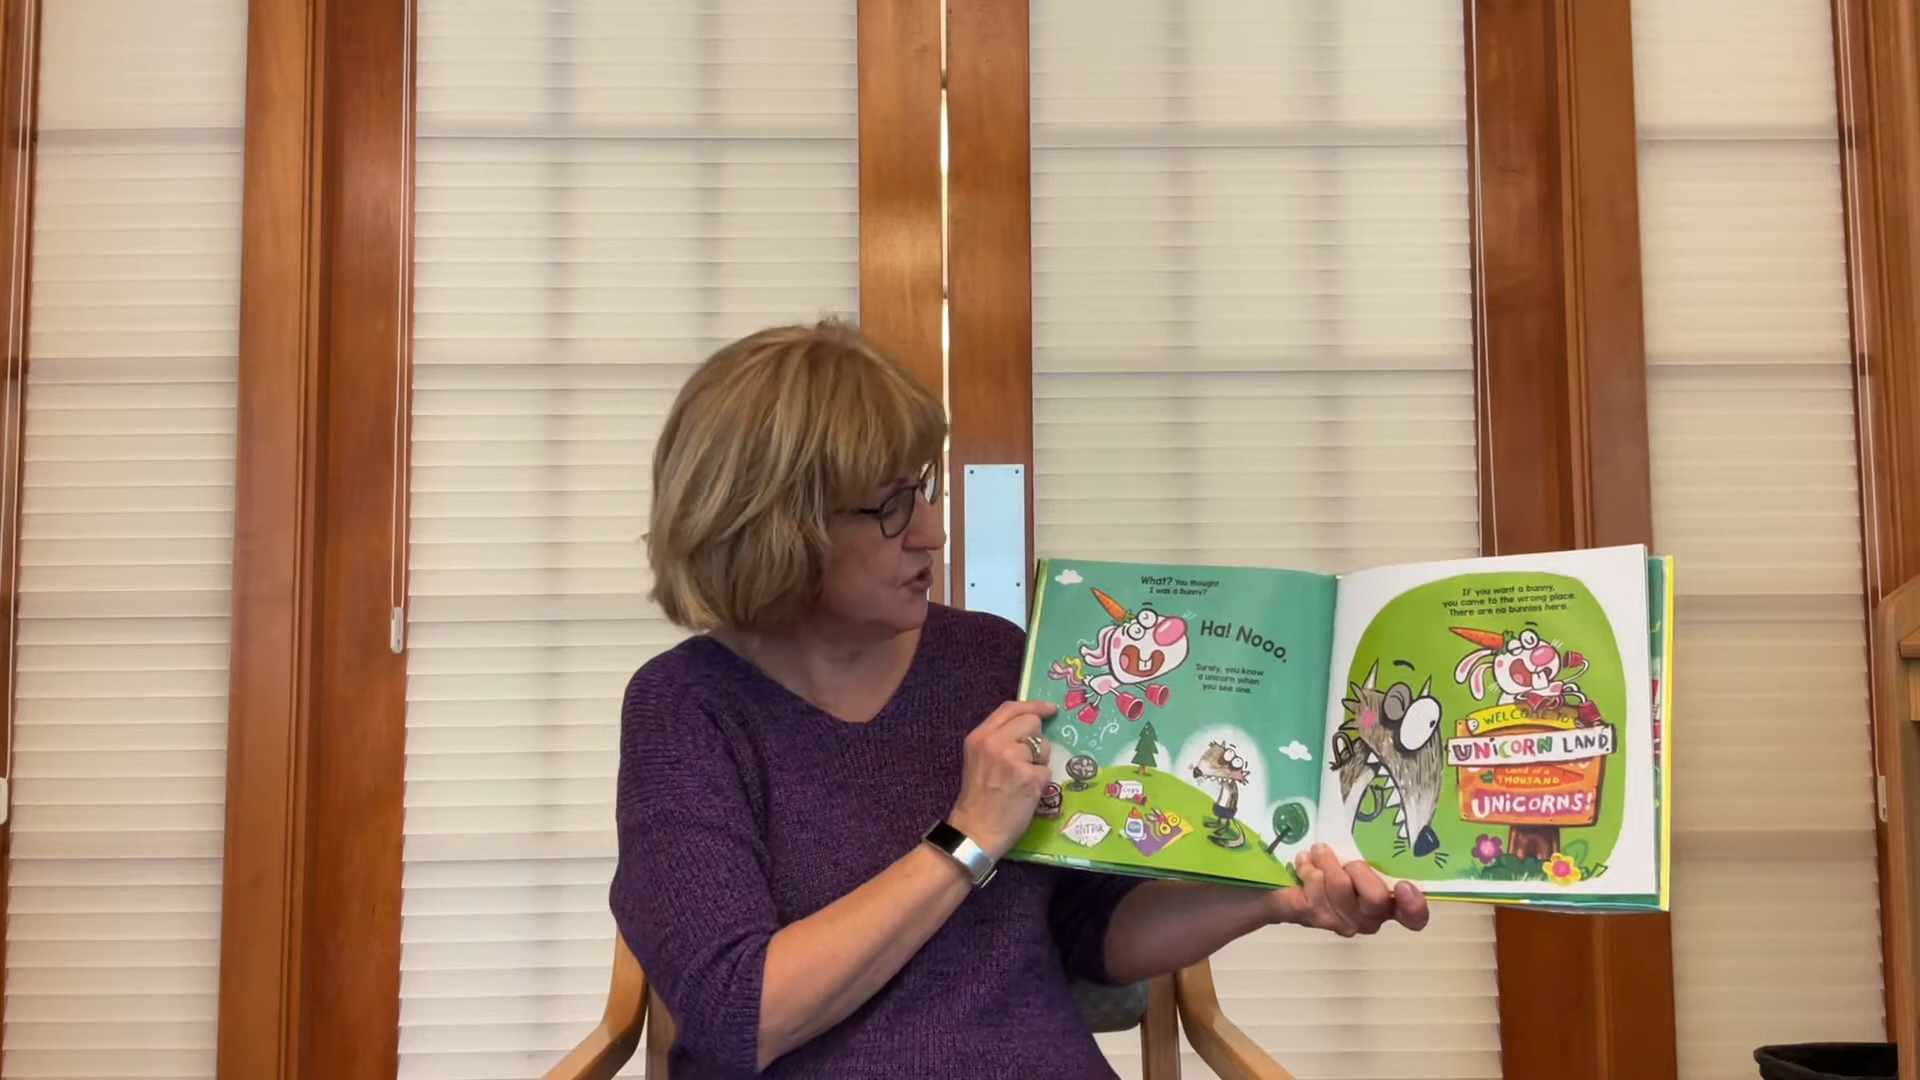 What? You thought
I was a bunny?
Ha! Nooo.
Surely, you know
a unicorn when
you see one.
GLITTER
If you want a bunny,
you came to the wrong place.
There are no bunnies here.
WELCOME TO
UNICORN LAND
Land of a
THOUSAND
UNICORNS!